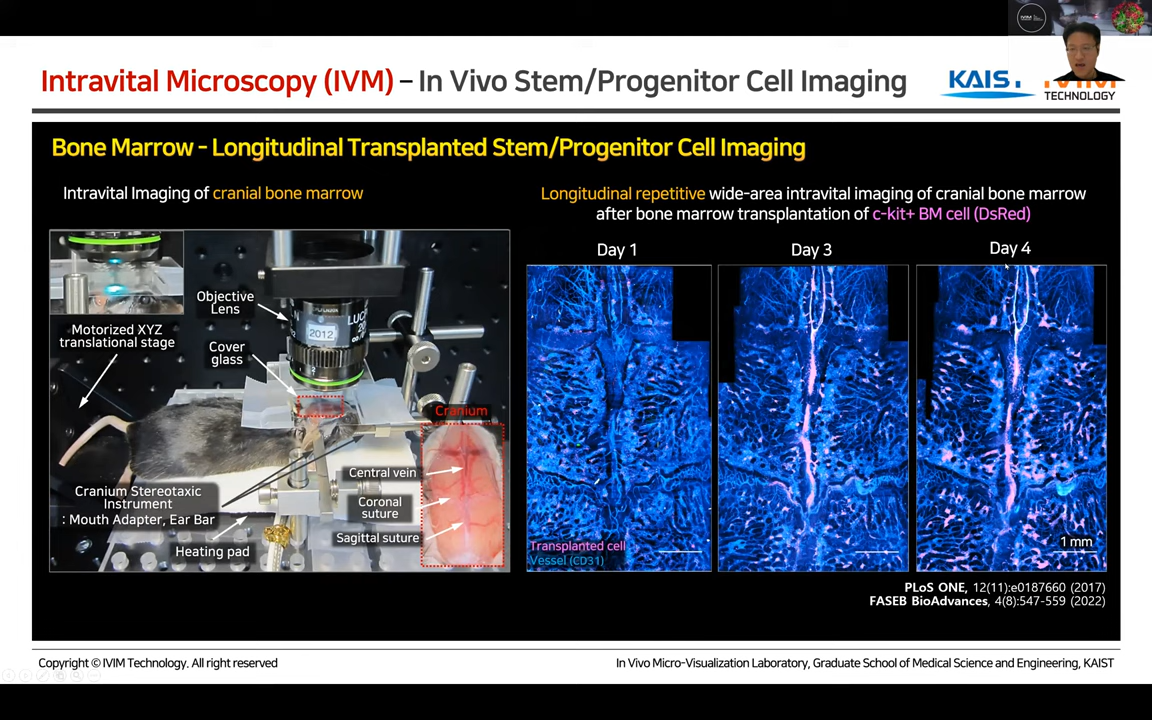 Intravital Microscopy (IVM) – In Vivo Stem/Progenitor Cell Imaging
KAIST
TECHNOLOGY
Bone Marrow – Longitudinal Transplanted Stem/Progenitor Cell Imaging
Intravital Imaging of cranial bone marrow
Motorized XYZ
translational stage
Objective
Lens
2012
Cover
glass
Cranium
Central vein
Coronal
suture
Sagittal suture
Cranium Stereotaxic
Instrument
: Mouth Adapter, Ear Bar
Heating pad
Longitudinal repetitive wide-area intravital imaging of cranial bone marrow
after bone marrow transplantation of c-kit+ BM cell (DsRed)
Day 1
Day 3
Day 4
Transplanted cell
Vessel (CD31)
1 mm
PLoS ONE, 12(11):e0187660 (2017)
FASEB BioAdvances, 4(8):547-559 (2022)
Copyright © IVIM Technology. All right reserved
In Vivo Micro-Visualization Laboratory, Graduate School of Medical Science and Engineering, KAIST